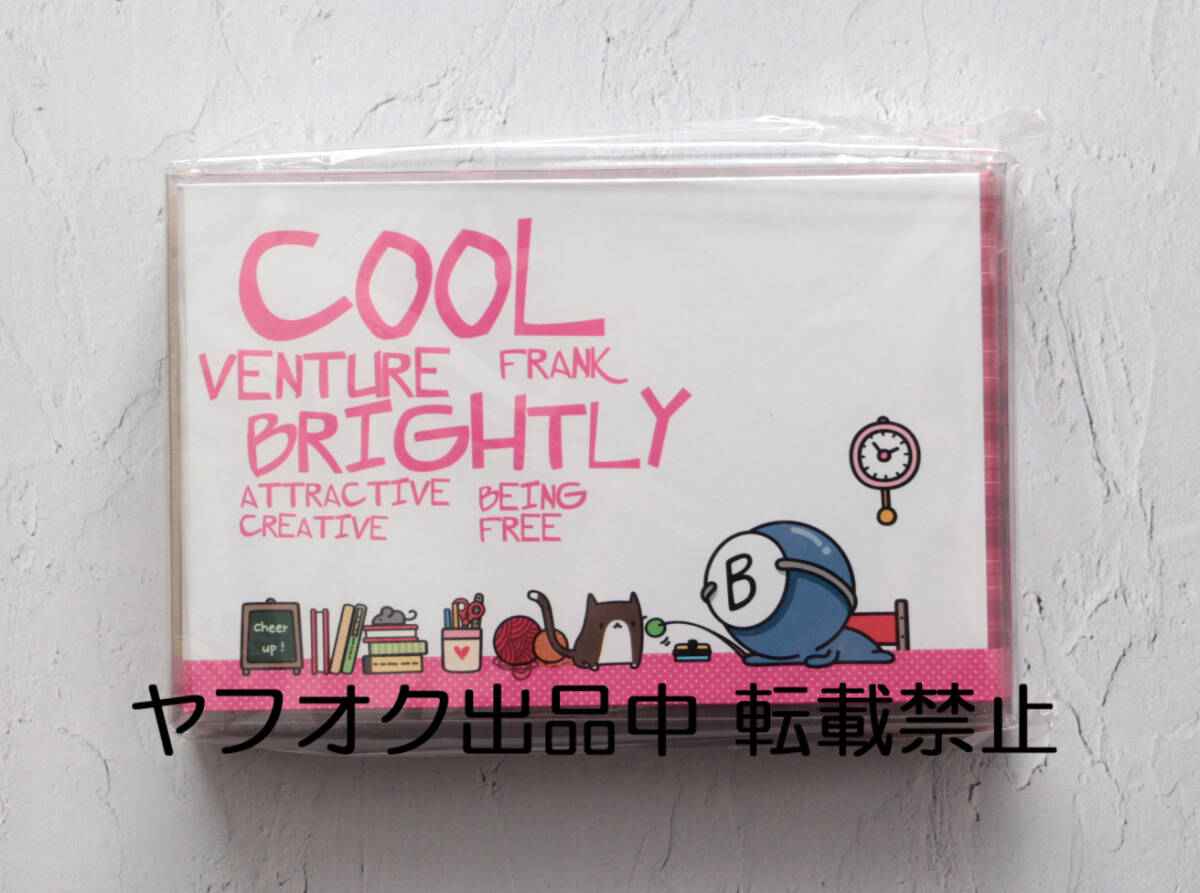 COOL
VENTURE FRANK
BRIGHTLY
ATTRACTIVE BEING
CREATIVE FREE
B
cheer
up!
ヤフオク出品中 転載禁止